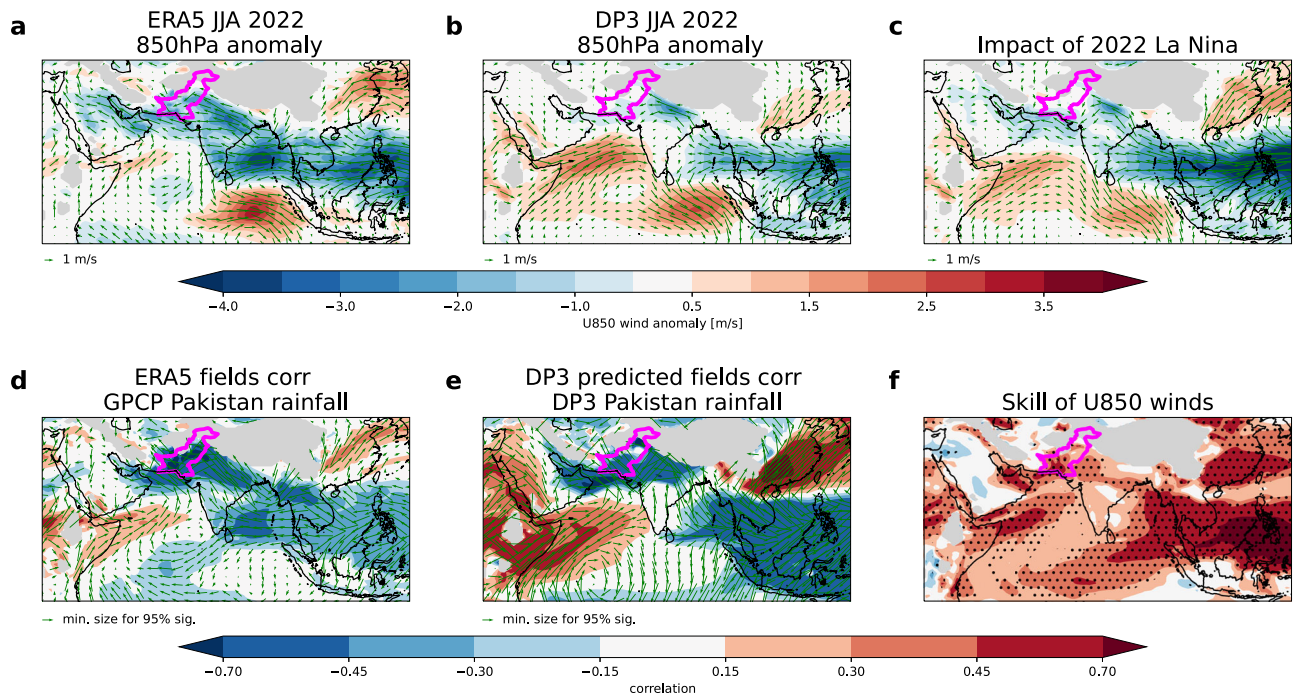 a
ERA5 JJA 2022
850hPa anomaly
b
DP3 JJA 2022
850hPa anomaly
c
Impact of 2022 La Nina
1 m/s
1 m/s
1 m/s
−4.0
−3.0
−2.0
−1.0
0.5
1.5
2.5
3.5
U850 wind anomaly [m/s]
d
ERA5 fields corr
GPCP Pakistan rainfall
e
DP3 predicted fields corr
DP3 Pakistan rainfall
f
Skill of U850 winds
min. size for 95% sig.
min. size for 95% sig.
−0.70
−0.45
−0.30
−0.15
0.15
0.30
0.45
0.70
correlation